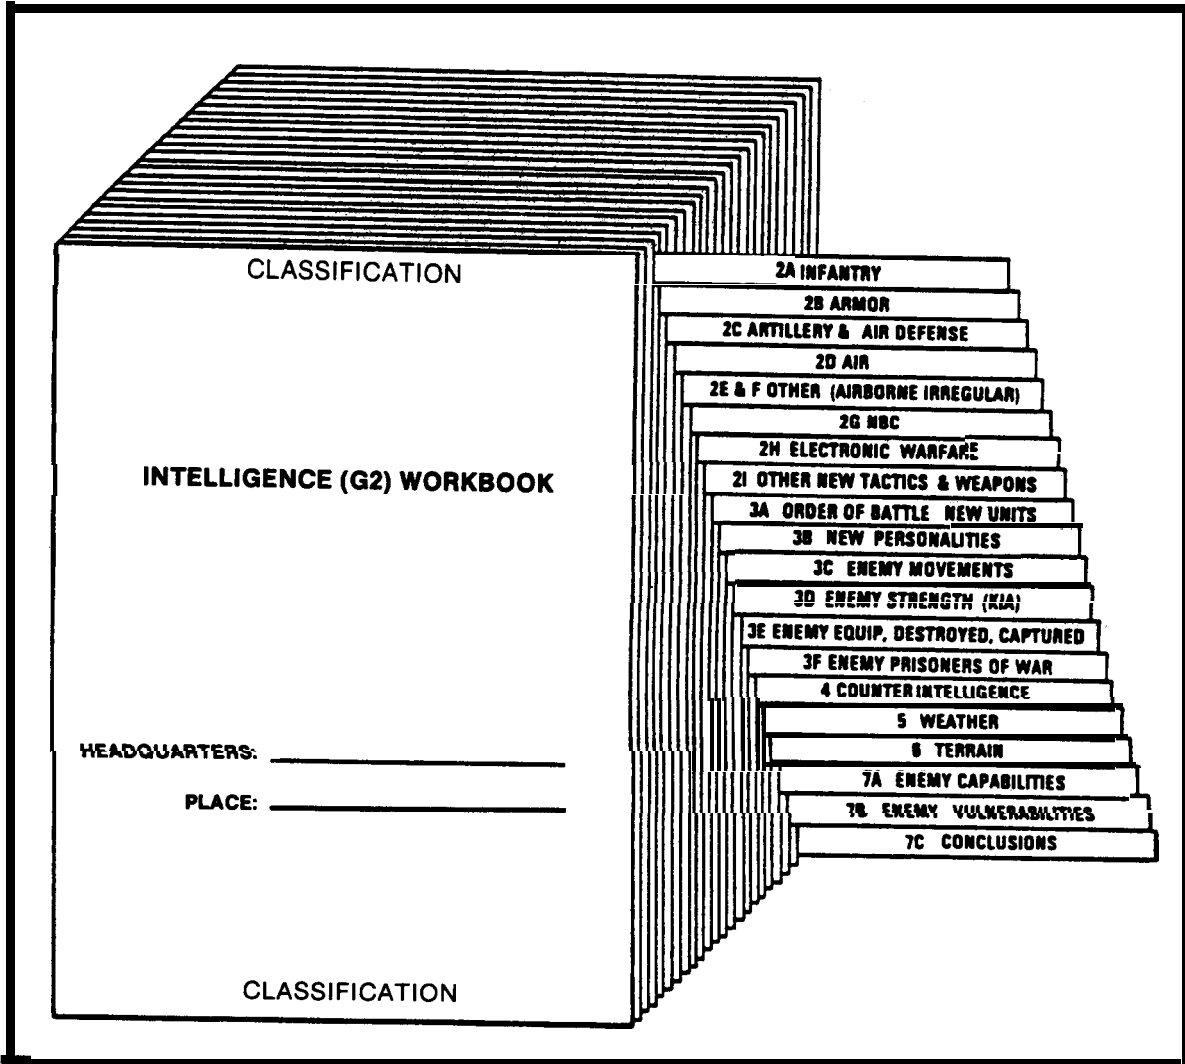 CLASSIFICATION
INTELLIGENCE (G2) WORKBOOK
HEADQUARTERS:
PLACE:
CLASSIFICATION
2A INFANTRY
2B ARMOR
2C ARTILLERY & AIR DEFENSE
2D AIR
2E & F OTHER (AIRBORNE IRREGULAR)
2G NBC
2H ELECTRONIC WARFARE
2I OTHER NEW TACTICS & WEAPONS
3A ORDER OF BATTLE NEW UNITS
3B NEW PERSONALITIES
3C ENEMY MOVEMENTS
3D ENEMY STRENGTH (KIA)
3E ENEMY EQUIP, DESTROYED, CAPTURED
3F ENEMY PRISONERS OF WAR
4 COUNTER INTELLIGENCE
5 WEATHER
6 TERRAIN
7A ENEMY CAPABILITIES
7B ENEMY VULNERABILITIES
7C CONCLUSIONS